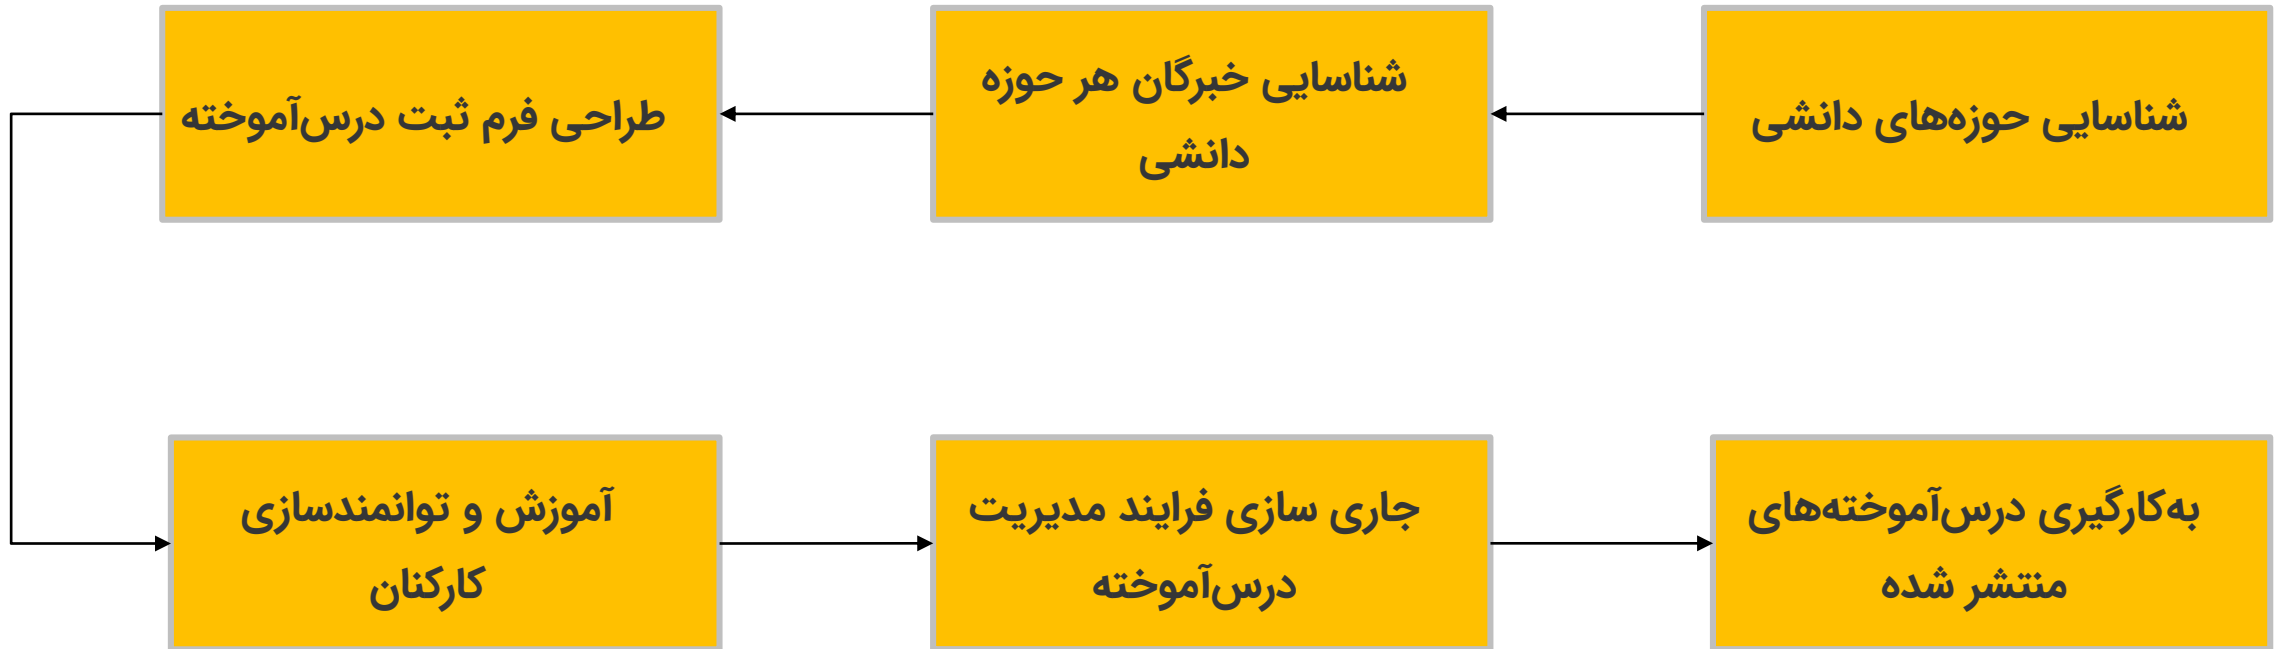 شناسایی حوزه‌های دانشی
شناسایی خبرگان هر حوزه
دانشی
طراحی فرم ثبت درس‌آموخته
آموزش و توانمندسازی
کارکنان
جاری سازی فرایند مدیریت
درس‌آموخته
به‌کارگیری درس‌آموخته‌های
منتشر شده